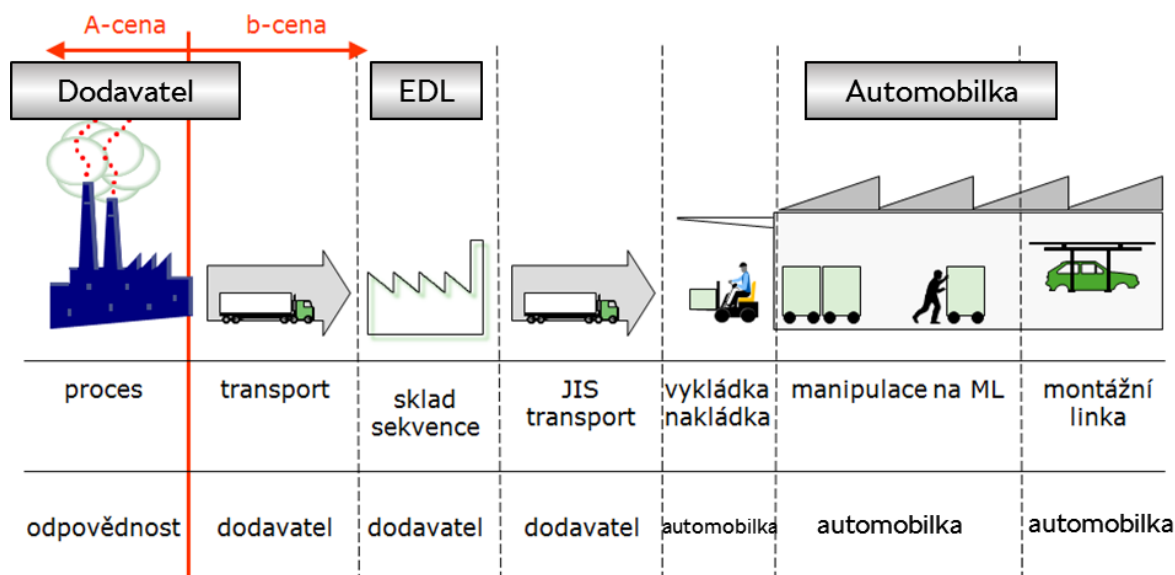 A-cena
b-cena
Dodavatel
EDL
Automobilka
proces
transport
sklad
sekvence
JIS
transport
vykládka
nakládka
manipulace na ML
montážní
linka
odpovědnost
dodavatel
dodavatel
dodavatel
automobilka
automobilka
automobilka